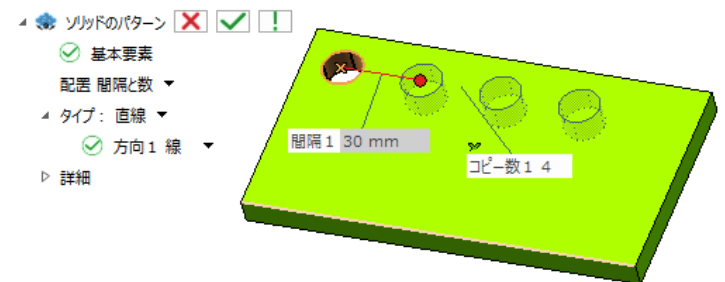 ソリッドのパターン
基本要素
配置 間隔と数
タイプ： 直線
方向1 線
詳細
間隔1 30 mm
コピー数1 4